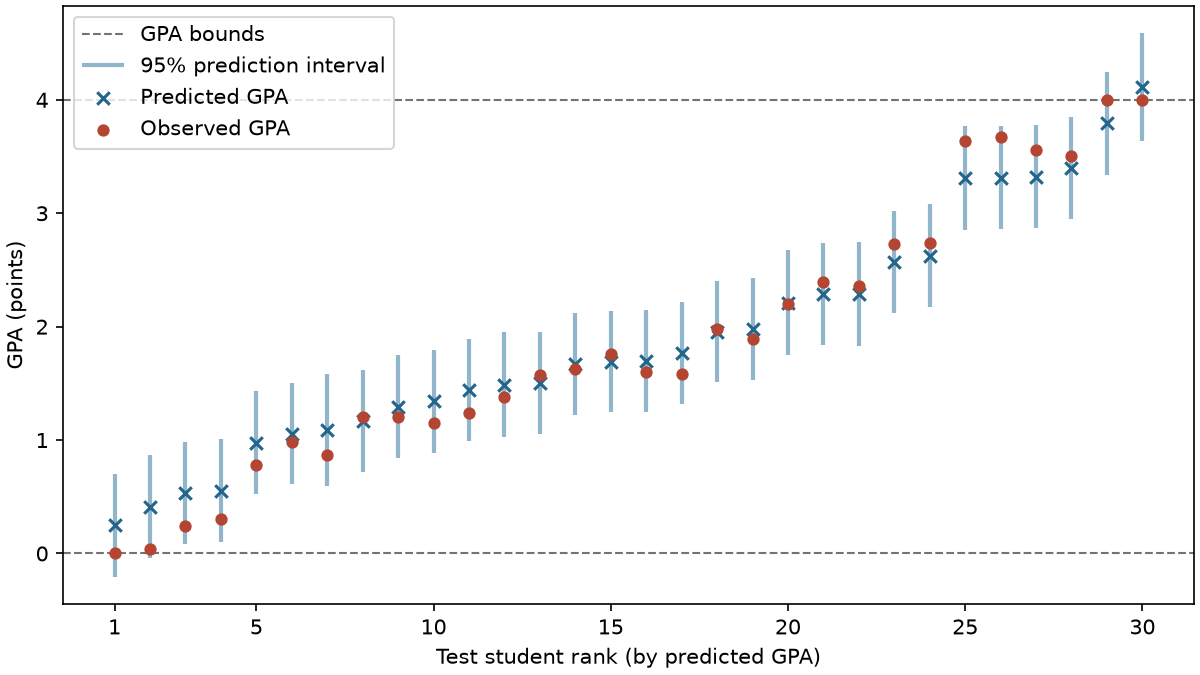 GPA bounds
95% prediction interval
Predicted GPA
Observed GPA
GPA (points)
4
3
2
1
0
1 5 10 15 20 25 30
Test student rank (by predicted GPA)